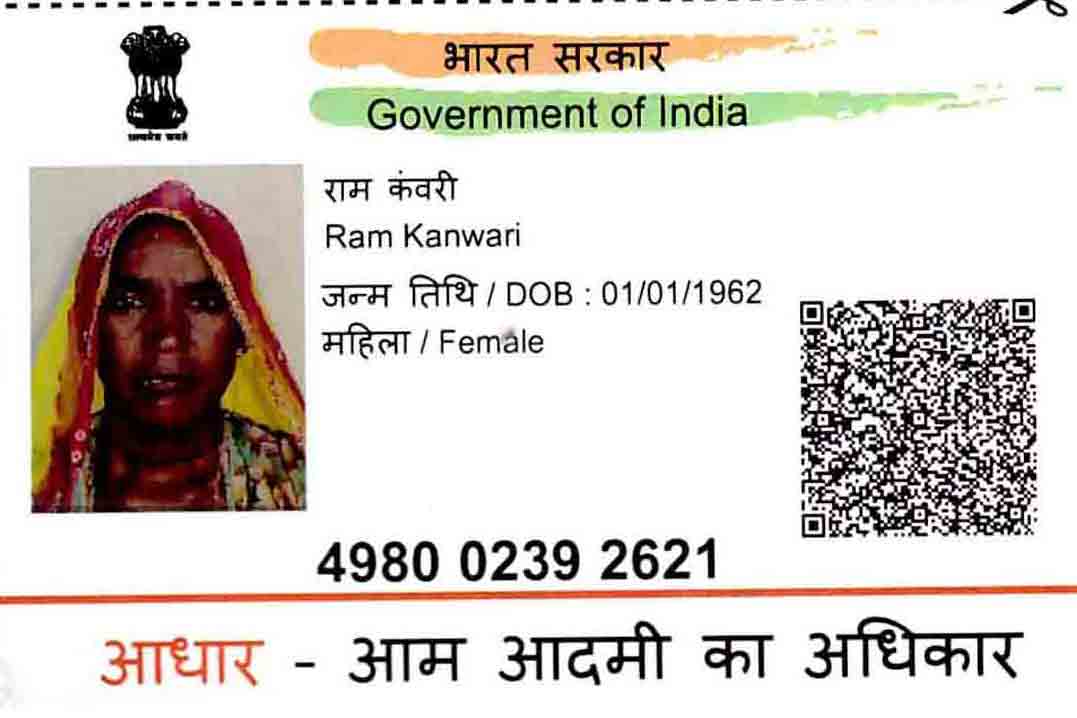 भारत सरकार
Government of India
सत्यमेव जयते
राम कंवरी
Ram Kanwari
जन्म तिथि / DOB : 01/01/1962
महिला / Female
4980 0239 2621
आधार - आम आदमी का अधिकार